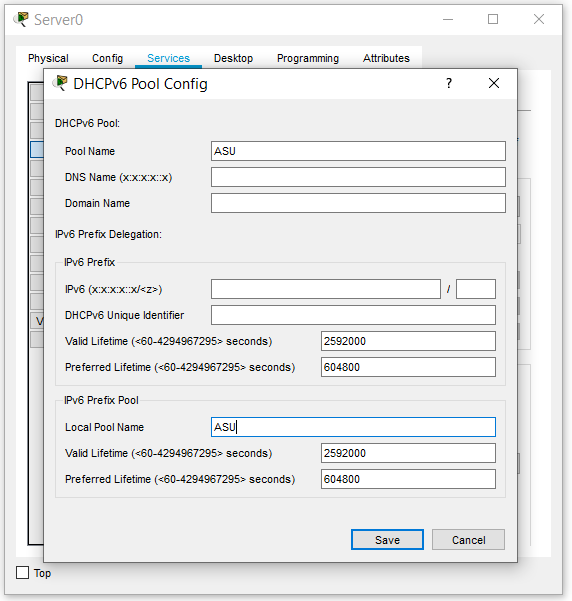 Server0
Physical Config Services Desktop Programming Attributes
DHCPv6 Pool Config ?
DHCPv6 Pool:
Pool Name ASU
DNS Name (x:x:x:x::x)
Domain Name
IPv6 Prefix Delegation:
IPv6 Prefix
IPv6 (x:x:x:x::x/<z>) /
DHCPv6 Unique Identifier
Valid Lifetime (<60-4294967295> seconds) 2592000
Preferred Lifetime (<60-4294967295> seconds) 604800
IPv6 Prefix Pool
Local Pool Name ASU
Valid Lifetime (<60-4294967295> seconds) 2592000
Preferred Lifetime (<60-4294967295> seconds) 604800
Save Cancel
V
Top